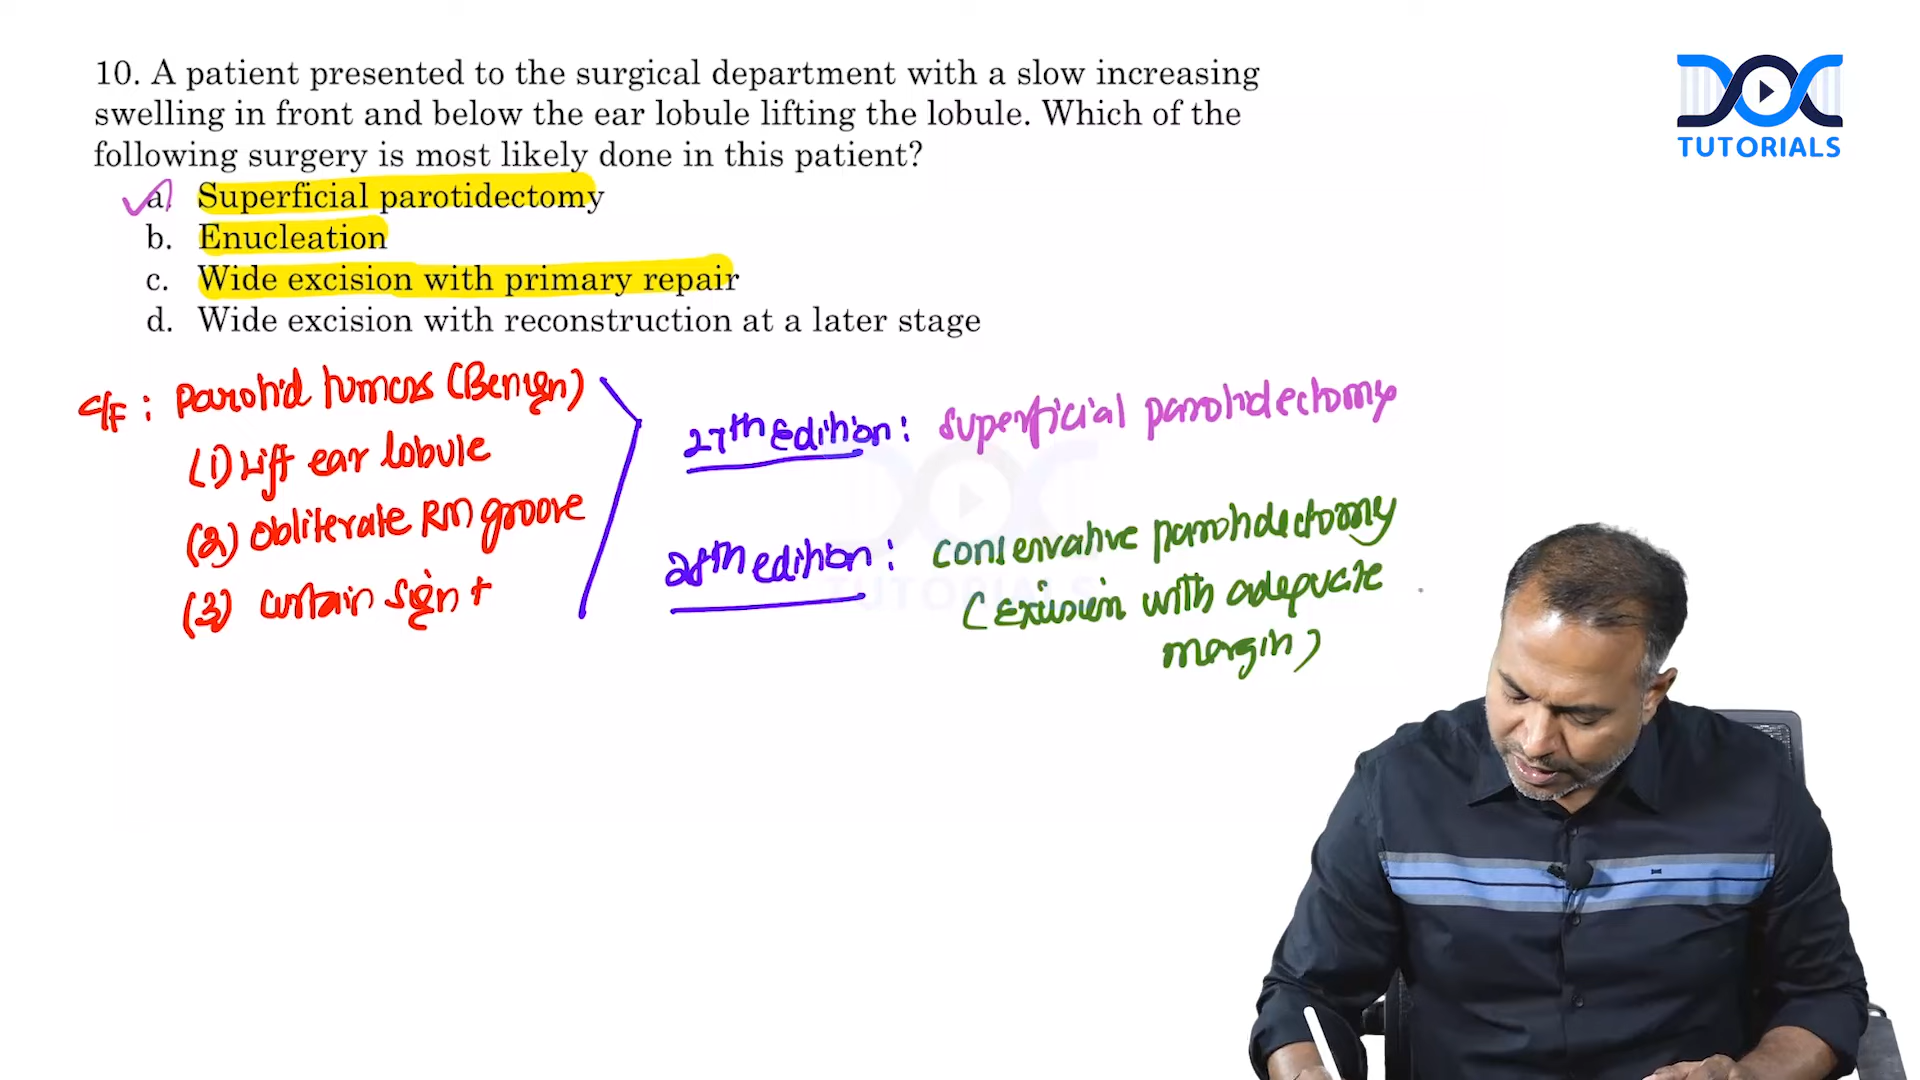 10. A patient presented to the surgical department with a slow increasing
swelling in front and below the ear lobule lifting the lobule. Which of the
following surgery is most likely done in this patient?
a. Superficial parotidectomy
b. Enucleation
c. Wide excision with primary repair
d. Wide excision with reconstruction at a later stage
TUTORIALS
C/F : Parotid tumors (Benign)
(1) Lift ear lobule
(2) Obliterate RM groove
(3) Curtain sign +
27th Edition : Superficial parotidectomy
28th edition : Conservative parotidectomy
(Excision with adequate
margin)
TUTORIALS